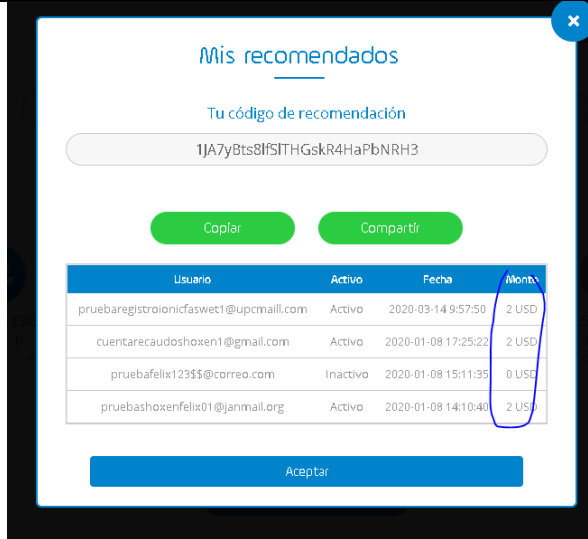 Mis recomendados
Tu código de recomendación
1JA7yBts8lfSlTHGskR4HaPbNRH3
Copiar Compartir
Usuario Activo Fecha Monto
pruebaregistroionicfaswet1@upcmaill.com Activo 2020-03-14 9:57:50 2 USD
cuentarecaudoshoxen1@gmail.com Activo 2020-01-08 17:25:22 2 USD
pruebafelix123$$@correo.com Inactivo 2020-01-08 15:11:35 0 USD
pruebashoxenfelix01@janmail.org Activo 2020-01-08 14:10:40 2 USD
Aceptar